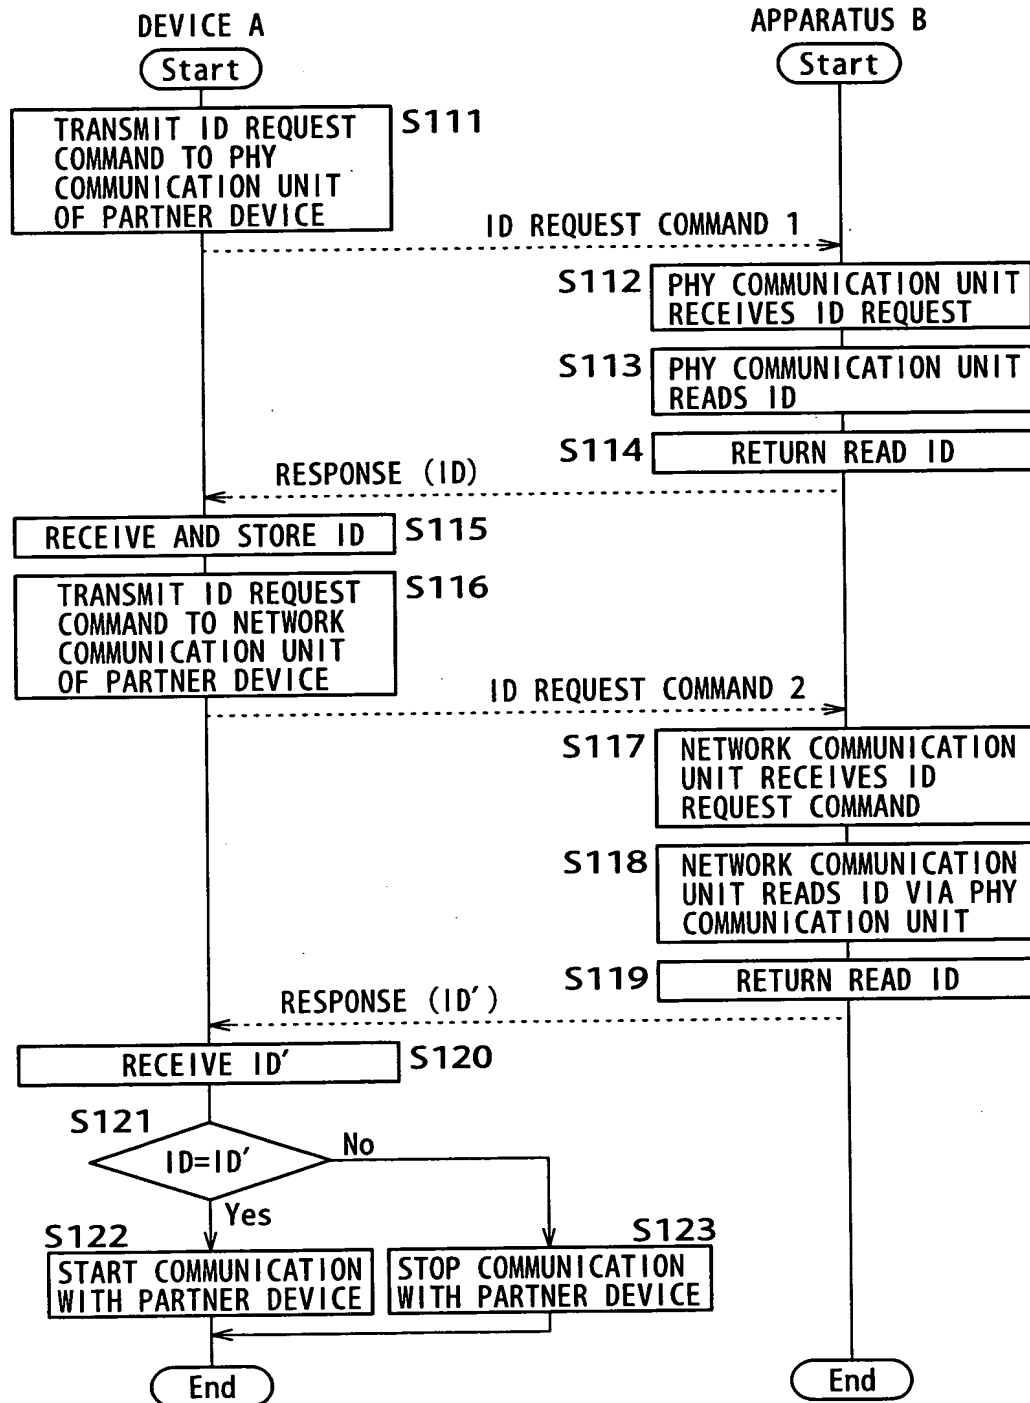 DEVICE A
APPARATUS B
Start
Start
TRANSMIT ID REQUEST
COMMAND TO PHY
COMMUNICATION UNIT
OF PARTNER DEVICE
S111
ID REQUEST COMMAND 1
S112
PHY COMMUNICATION UNIT
RECEIVES ID REQUEST
S113
PHY COMMUNICATION UNIT
READS ID
S114
RETURN READ ID
RESPONSE (ID)
RECEIVE AND STORE ID
S115
TRANSMIT ID REQUEST
COMMAND TO NETWORK
COMMUNICATION UNIT
OF PARTNER DEVICE
S116
ID REQUEST COMMAND 2
S117
NETWORK COMMUNICATION
UNIT RECEIVES ID
REQUEST COMMAND
S118
NETWORK COMMUNICATION
UNIT READS ID VIA PHY
COMMUNICATION UNIT
S119
RETURN READ ID
RESPONSE (ID′)
RECEIVE ID′
S120
S121
ID=ID′
No
Yes
S122
START COMMUNICATION
WITH PARTNER DEVICE
S123
STOP COMMUNICATION
WITH PARTNER DEVICE
End
End